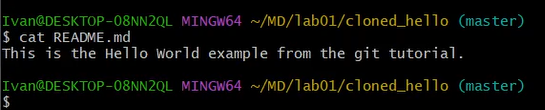 Ivan@DESKTOP-08NN2QL MINGW64 ~/MD/lab01/cloned_hello (master)
$ cat README.md
This is the Hello World example from the git tutorial.
Ivan@DESKTOP-08NN2QL MINGW64 ~/MD/lab01/cloned_hello (master)
$